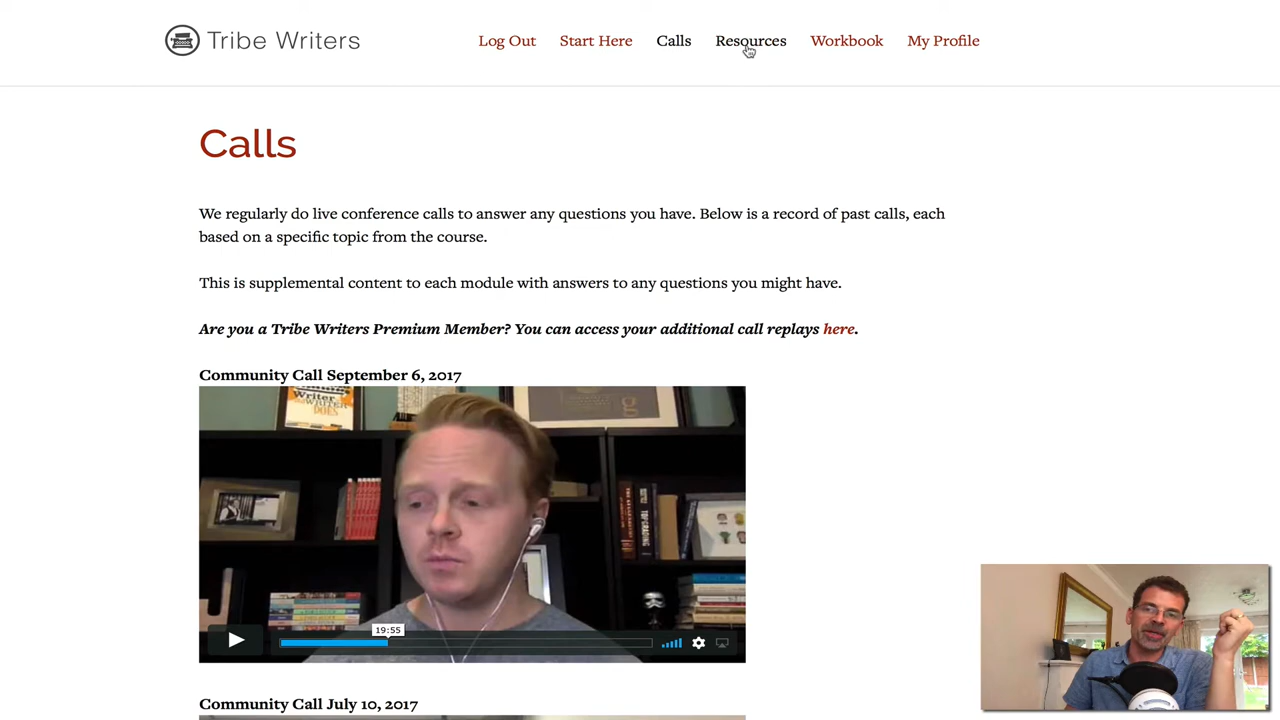 Tribe Writers
Log Out
Start Here
Calls
Resources
Workbook
My Profile
Calls
We regularly do live conference calls to answer any questions you have. Below is a record of past calls, each
based on a specific topic from the course.
This is supplemental content to each module with answers to any questions you might have.
Are you a Tribe Writers Premium Member? You can access your additional call replays here.
Community Call September 6, 2017
19:55
Community Call July 10, 2017